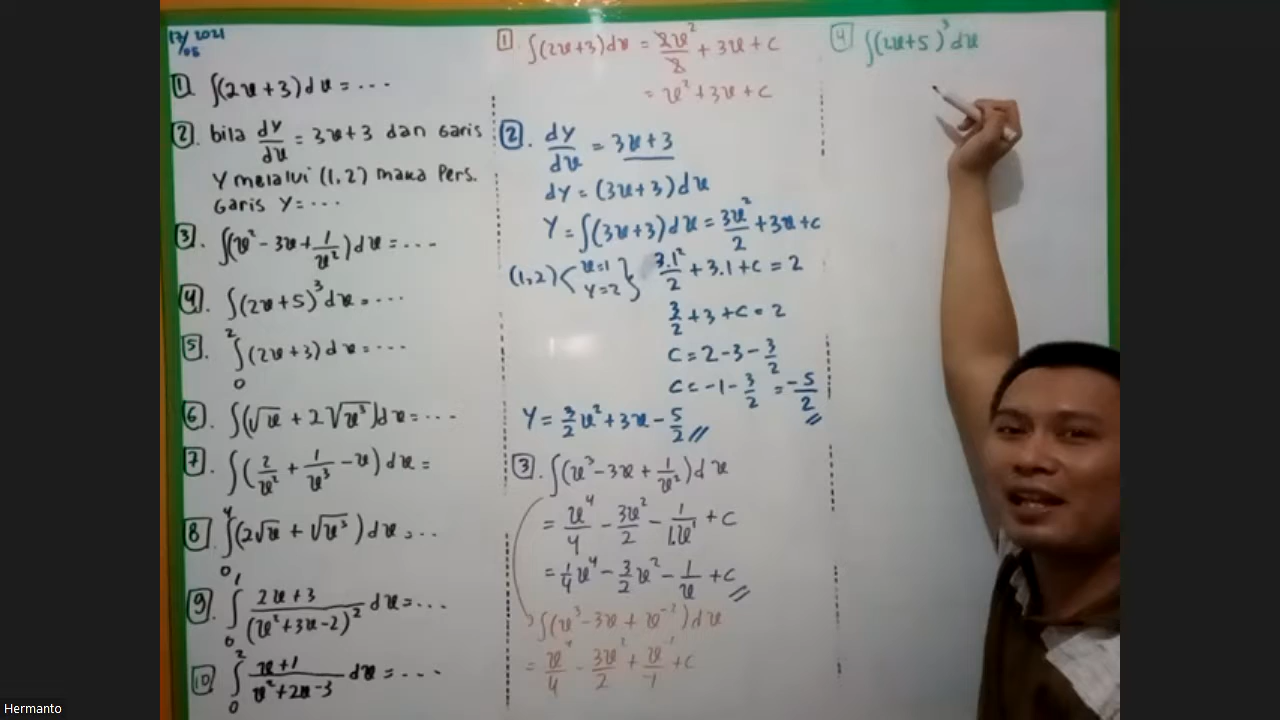 17/05 2021
1. ∫(2x+3)dx = ...
2. bila dy/dx = 3x+3 dan garis
y melalui (1,2) maka pers.
garis y = ...
3. ∫(x² - 3x + 1/x²)dx = ...
4. ∫(2x+5)³dx = ...
5. ∫₀²(2x+3)dx = ...
6. ∫(√x + 2√x³)dx = ...
7. ∫(2/x² + 1/x³ - x)dx =
8. ∫₀⁴(2√x + √x³)dx = ...
9. ∫₀¹ (2x+3)/(x²+3x-2)² dx = ...
10. ∫₀² (x+1)/(x²+2x-3) dx = ...
1 ∫(2x+3)dx = 2x²/2 + 3x + c
= x² + 3x + c
2. dy/dx = 3x+3
dy = (3x+3)dx
y = ∫(3x+3)dx = 3x²/2 + 3x + c
(1,2) < x=1 y=2 } 3.1²/2 + 3.1 + c = 2
3/2 + 3 + c = 2
c = 2 - 3 - 3/2
c = -1 - 3/2 = -5/2 //
y = 3/2 x² + 3x - 5/2 //
3. ∫(x³ - 3x + 1/x²)dx
= x⁴/4 - 3x²/2 - 1/1.x¹ + c
= 1/4 x⁴ - 3/2 x² - 1/x + c //
∫(x³ - 3x + x⁻²)dx
= x⁴/4 - 3x²/2 + x⁻¹/-1 + c
4 ∫(2x+5)³dx
Hermanto